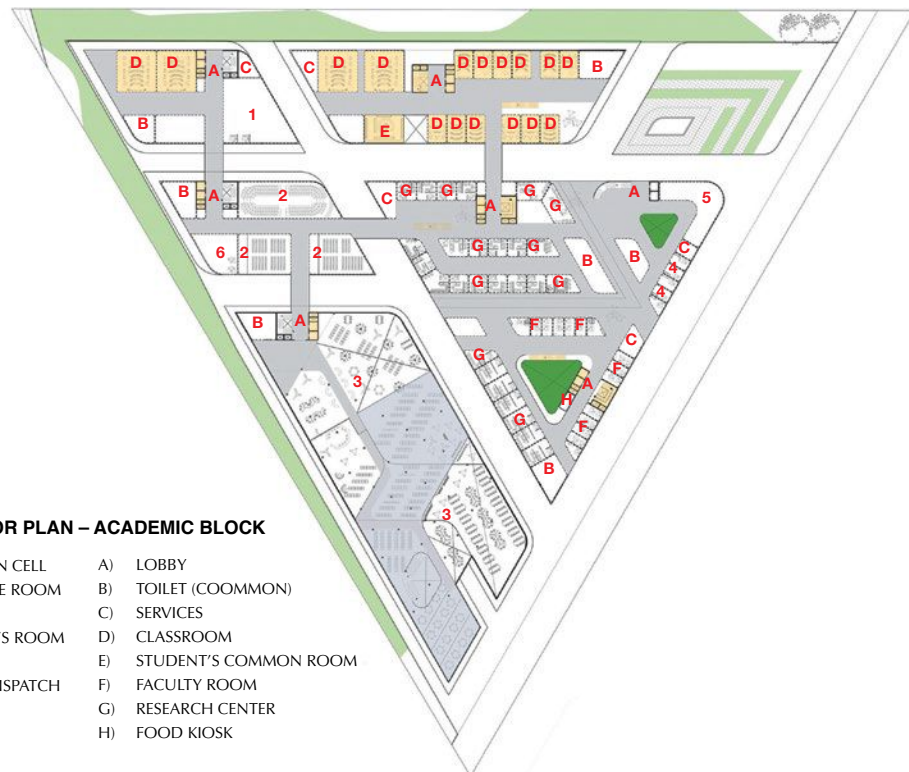 D D A C C D D A D D D D D D B
B 1 E D D D D D D
B A 2 C G G A G G A 5
6 2 2 G G B B C
G G 4
4
B A F F C
3 G F
A
H
G F
B
3
OR PLAN – ACADEMIC BLOCK
N CELL A) LOBBY
E ROOM B) TOILET (COOMMON)
C) SERVICES
'S ROOM D) CLASSROOM
E) STUDENT'S COMMON ROOM
ISPATCH F) FACULTY ROOM
G) RESEARCH CENTER
H) FOOD KIOSK